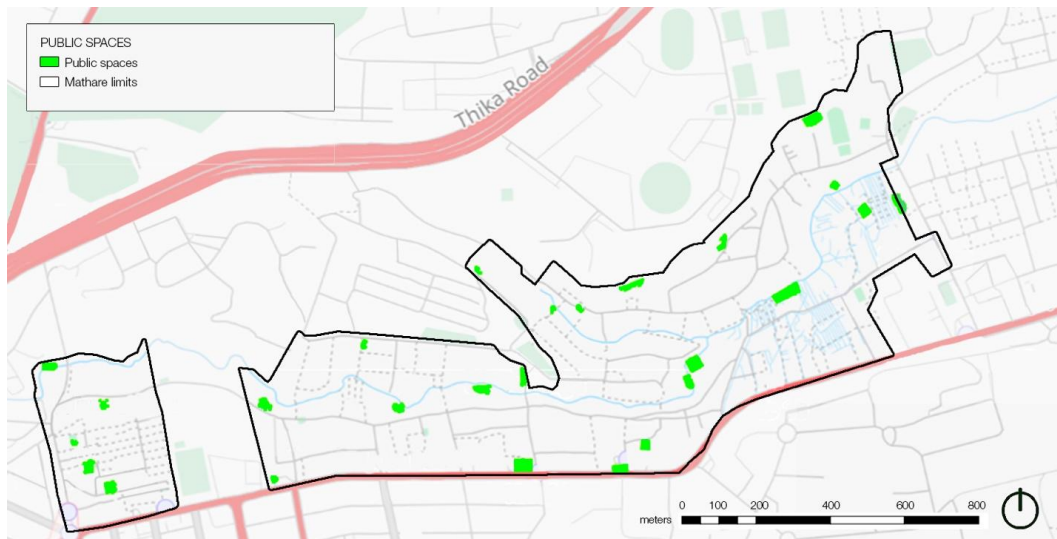 PUBLIC SPACES
Public spaces
Mathare limits
Thika Road
0 100 200 400 600 800
meters